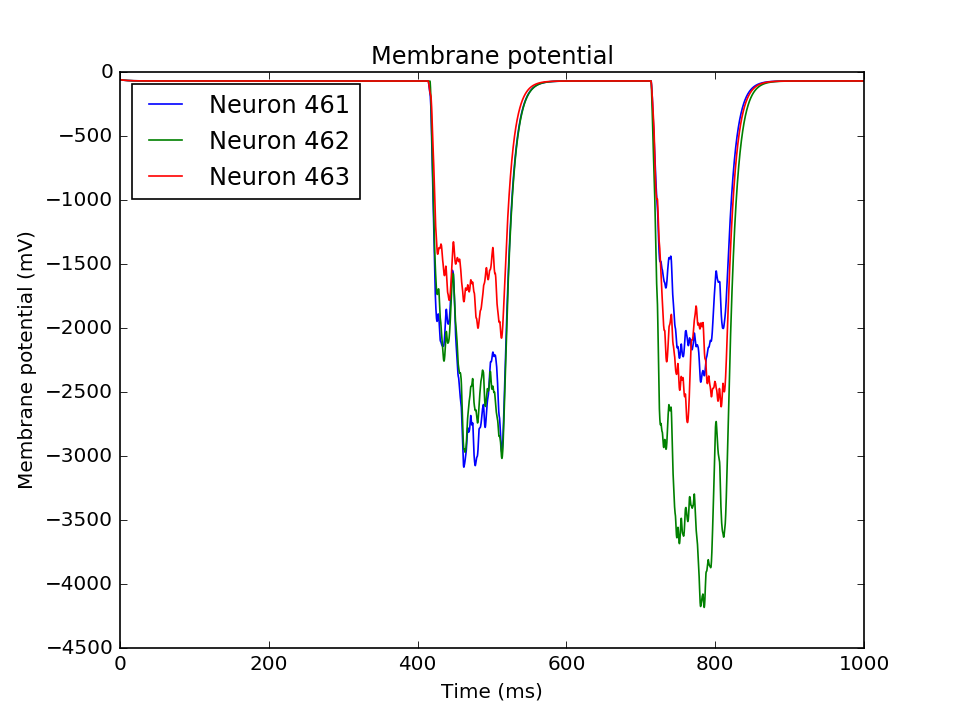 Membrane potential
Neuron 461
Neuron 462
Neuron 463
Membrane potential (mV)
0
−500
−1000
−1500
−2000
−2500
−3000
−3500
−4000
−4500
0 200 400 600 800 1000
Time (ms)